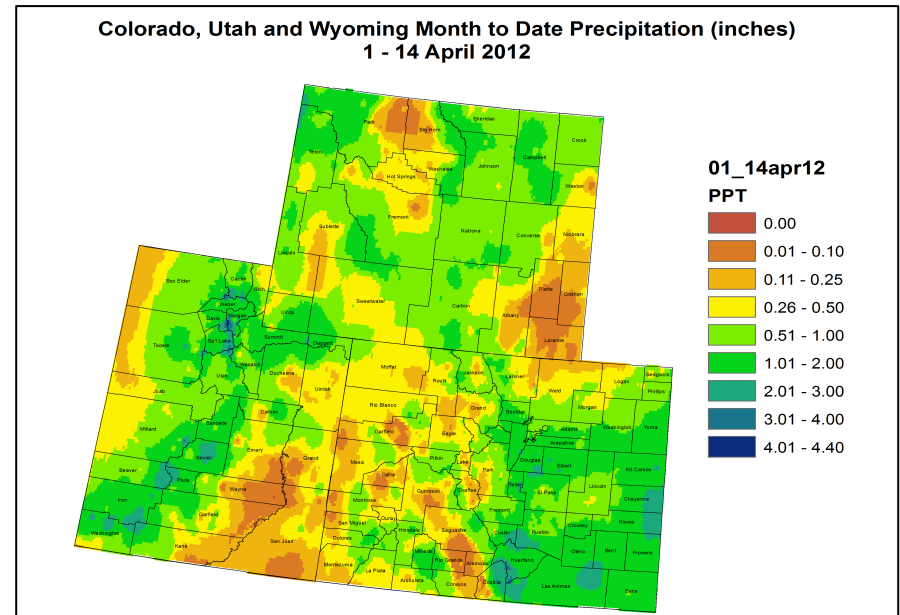 Colorado, Utah and Wyoming Month to Date Precipitation (inches)
1 - 14 April 2012
01_14apr12
PPT
0.00
0.01 - 0.10
0.11 - 0.25
0.26 - 0.50
0.51 - 1.00
1.01 - 2.00
2.01 - 3.00
3.01 - 4.00
4.01 - 4.40
Park
Big Horn
Sheridan
Crook
Campbell
Teton
Washakie
Johnson
Hot Springs
Weston
Fremont
Sublette
Natrona
Converse
Niobrara
Lincoln
Platte
Goshen
Sweetwater
Carbon
Albany
Uinta
Laramie
Box Elder
Cache
Rich
Weber
Morgan
Davis
Salt Lake
Summit
Daggett
Tooele
Wasatch
Utah
Duchesne
Uintah
Juab
Carbon
Millard
Sanpete
Emery
Grand
Sevier
Beaver
Piute
Wayne
Iron
Garfield
Washington
Kane
San Juan
Moffat
Routt
Jackson
Larimer
Weld
Logan
Sedgwick
Phillips
Morgan
Rio Blanco
Grand
Boulder
Adams
Washington
Yuma
Garfield
Eagle
Arapahoe
Pitkin
Lake
Park
Douglas
Elbert
Kit Carson
Mesa
Delta
Gunnison
Chaffee
Teller
El Paso
Lincoln
Cheyenne
Montrose
Fremont
Ouray
San Miguel
Saguache
Custer
Pueblo
Crowley
Kiowa
Dolores
Hinsdale
Mineral
Rio Grande
Alamosa
Huerfano
Otero
Bent
Prowers
Montezuma
La Plata
Archuleta
Conejos
Costilla
Las Animas
Baca